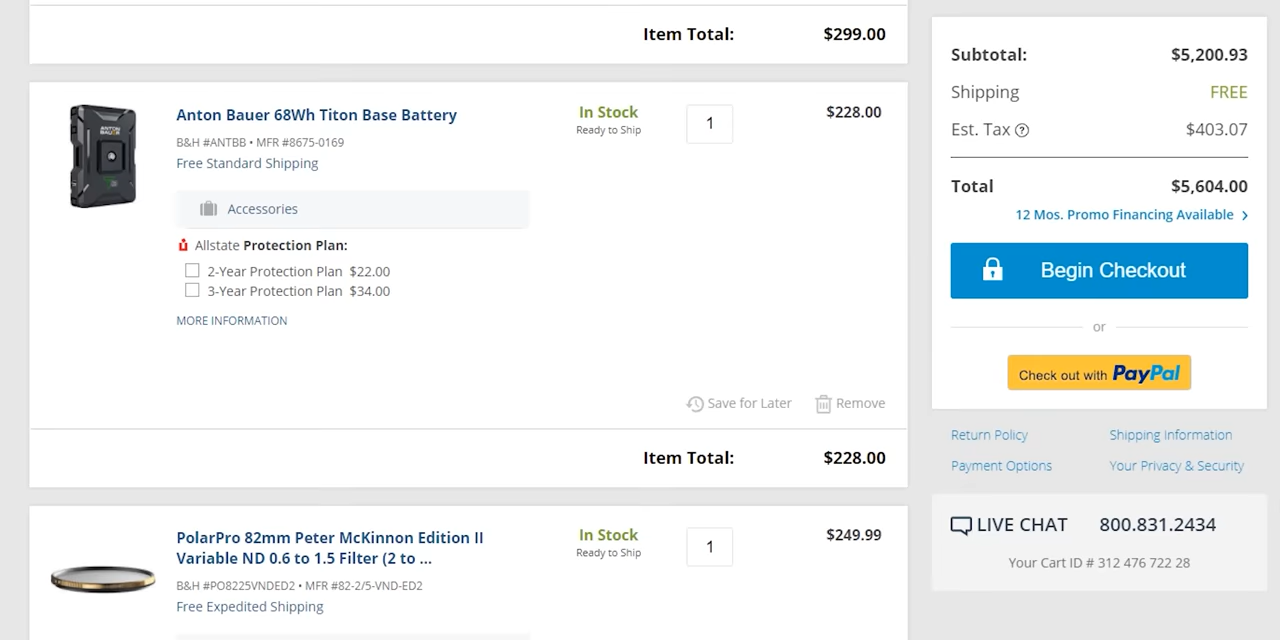 Item Total: $299.00
Anton Bauer 68Wh Titon Base Battery
B&H #ANTBB • MFR #8675-0169
Free Standard Shipping
In Stock
Ready to Ship
1
$228.00
ANTON
BAUER
Accessories
Allstate Protection Plan:
2-Year Protection Plan $22.00
3-Year Protection Plan $34.00
MORE INFORMATION
Save for Later Remove
Item Total: $228.00
PolarPro 82mm Peter McKinnon Edition II
Variable ND 0.6 to 1.5 Filter (2 to ...
B&H #PO8225VNDED2 • MFR #82-2/5-VND-ED2
Free Expedited Shipping
In Stock
Ready to Ship
1
$249.99
Subtotal: $5,200.93
Shipping FREE
Est. Tax ? $403.07
Total $5,604.00
12 Mos. Promo Financing Available >
Begin Checkout
or
Check out with PayPal
Return Policy Shipping Information
Payment Options Your Privacy & Security
LIVE CHAT 800.831.2434
Your Cart ID # 312 476 722 28